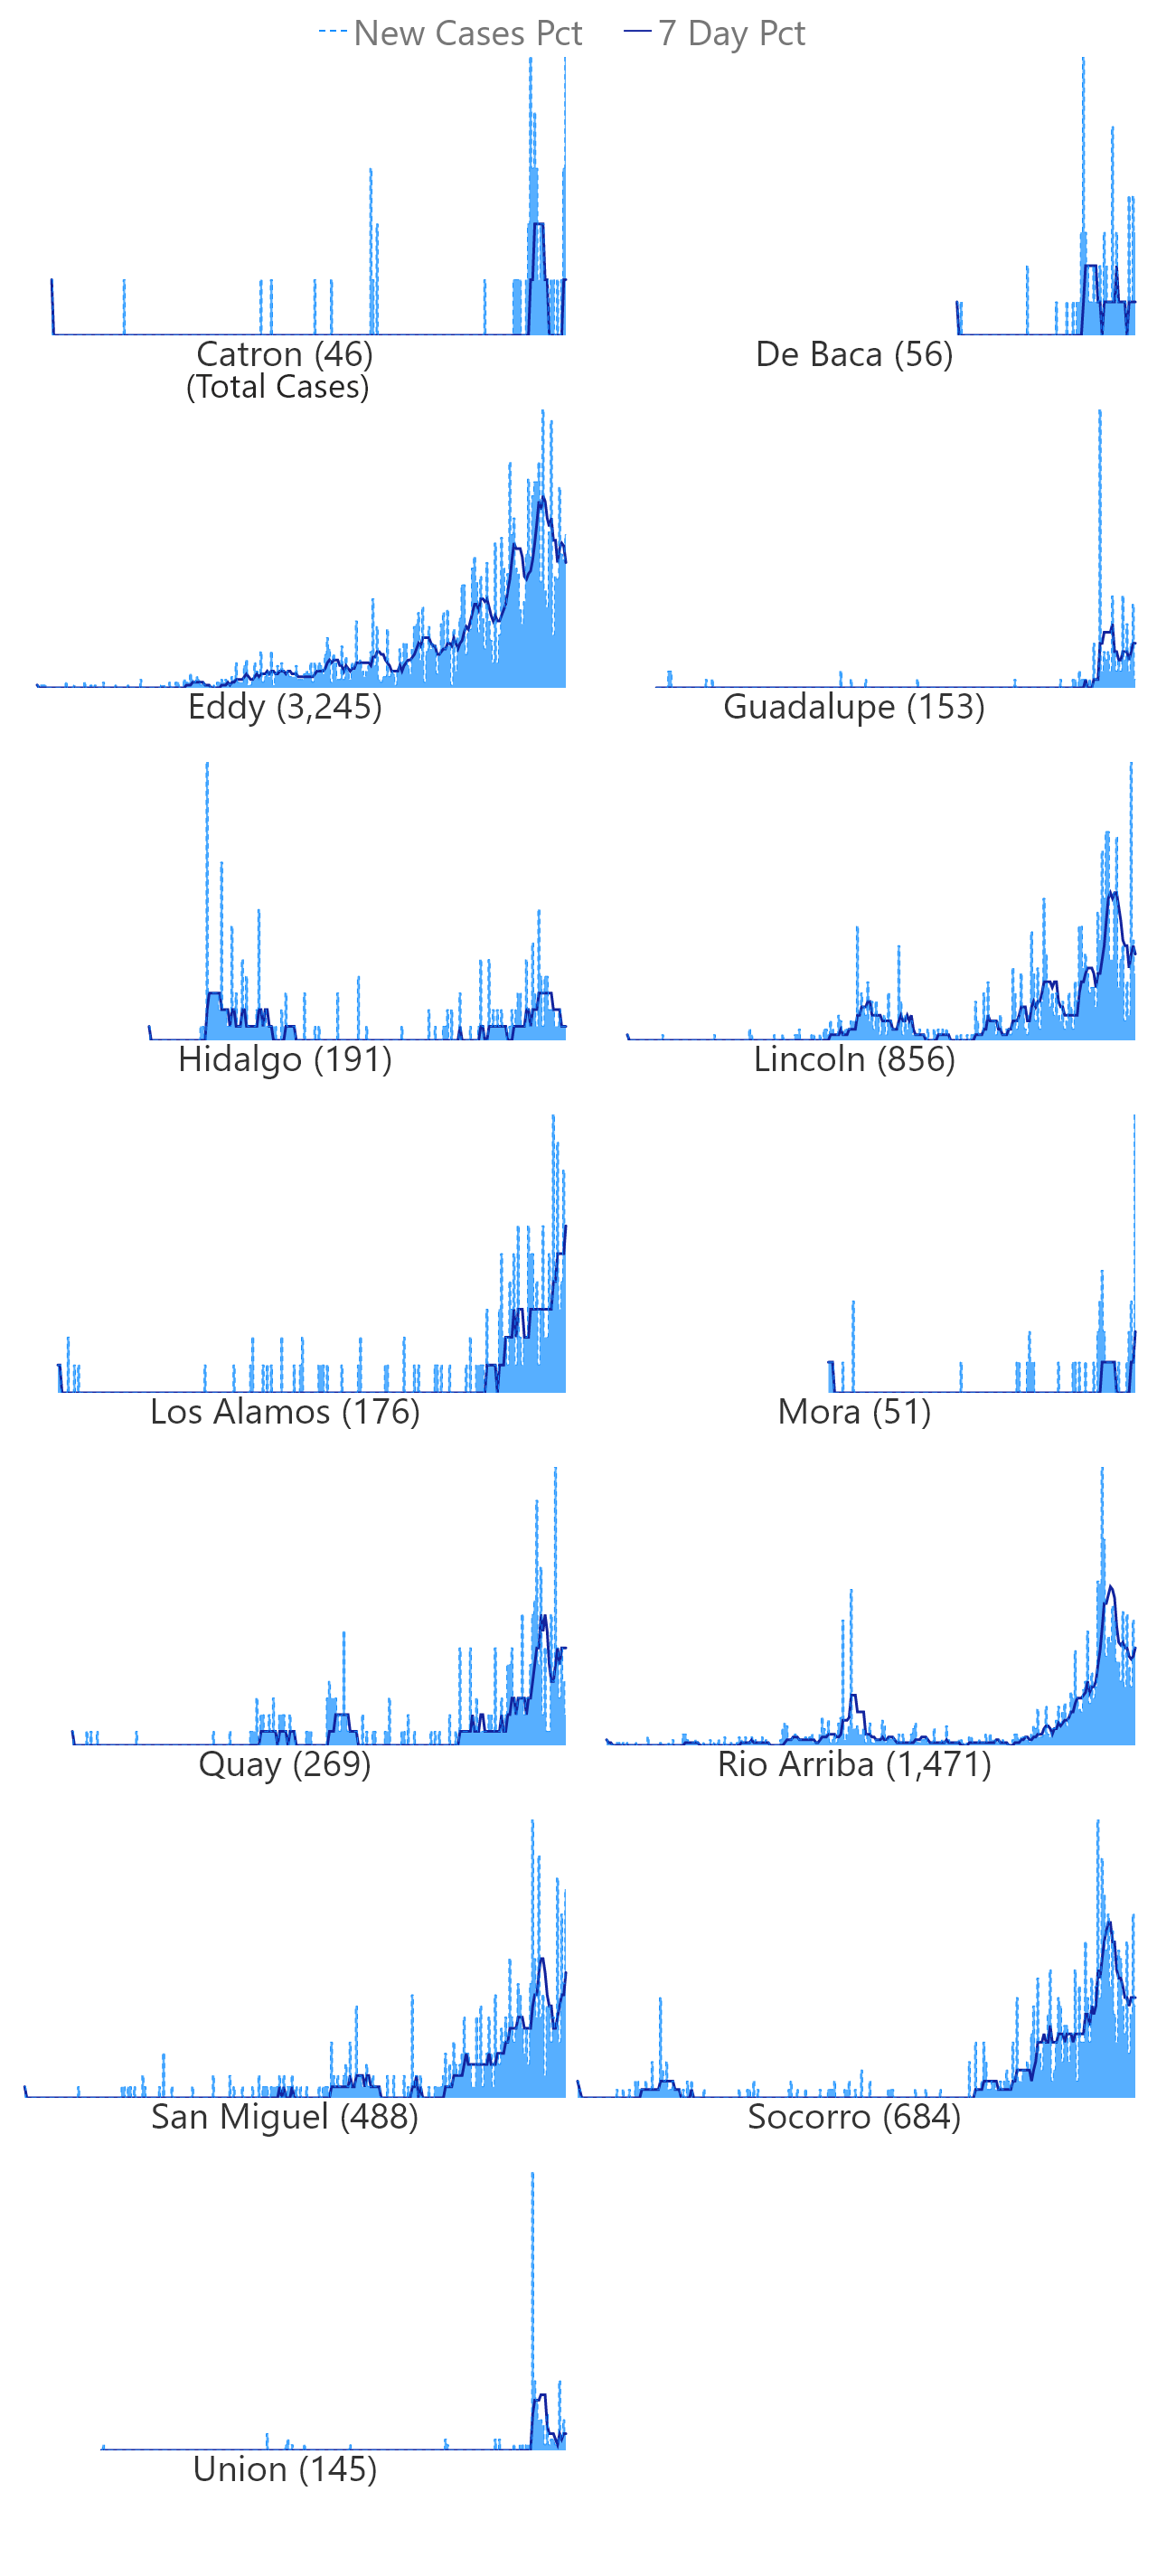 New Cases Pct 7 Day Pct
Catron (46) De Baca (56)
(Total Cases)
Eddy (3,245) Guadalupe (153)
Hidalgo (191) Lincoln (856)
Los Alamos (176) Mora (51)
Quay (269) Rio Arriba (1,471)
San Miguel (488) Socorro (684)
Union (145)